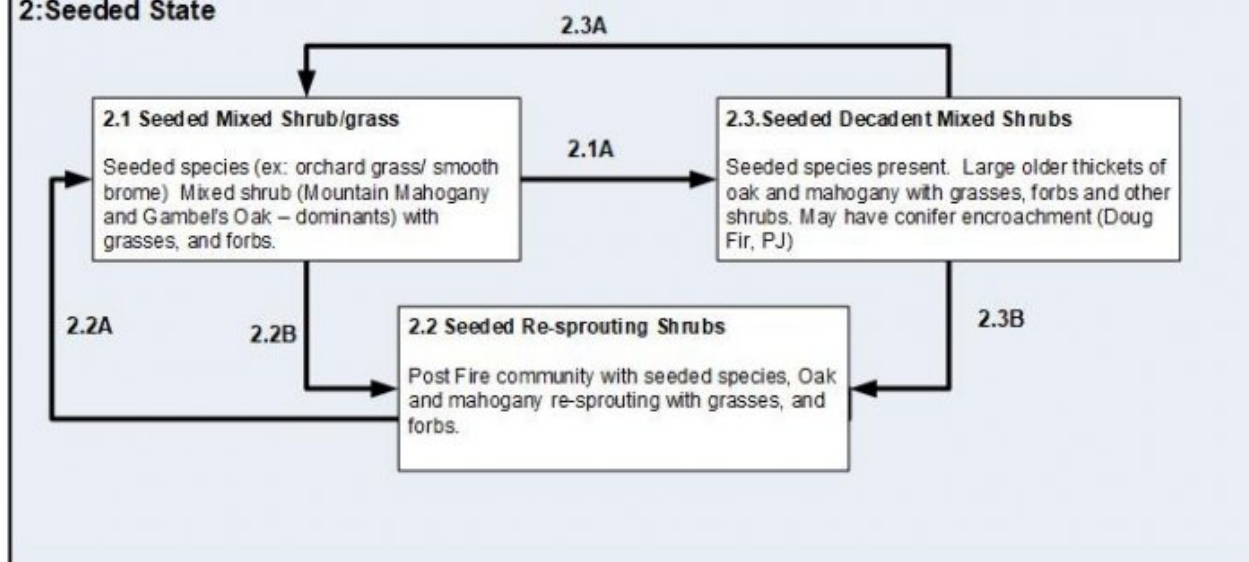 2:Seeded State
2.3A
2.1 Seeded Mixed Shrub/grass
Seeded species (ex: orchard grass/ smooth
brome) Mixed shrub (Mountain Mahogany
and Gambel's Oak – dominants) with
grasses, and forbs.
2.1A
2.3.Seeded Decadent Mixed Shrubs
Seeded species present. Large older thickets of
oak and mahogany with grasses, forbs and other
shrubs. May have conifer encroachment (Doug
Fir, PJ)
2.2A
2.2B
2.2 Seeded Re-sprouting Shrubs
Post Fire community with seeded species, Oak
and mahogany re-sprouting with grasses, and
forbs.
2.3B